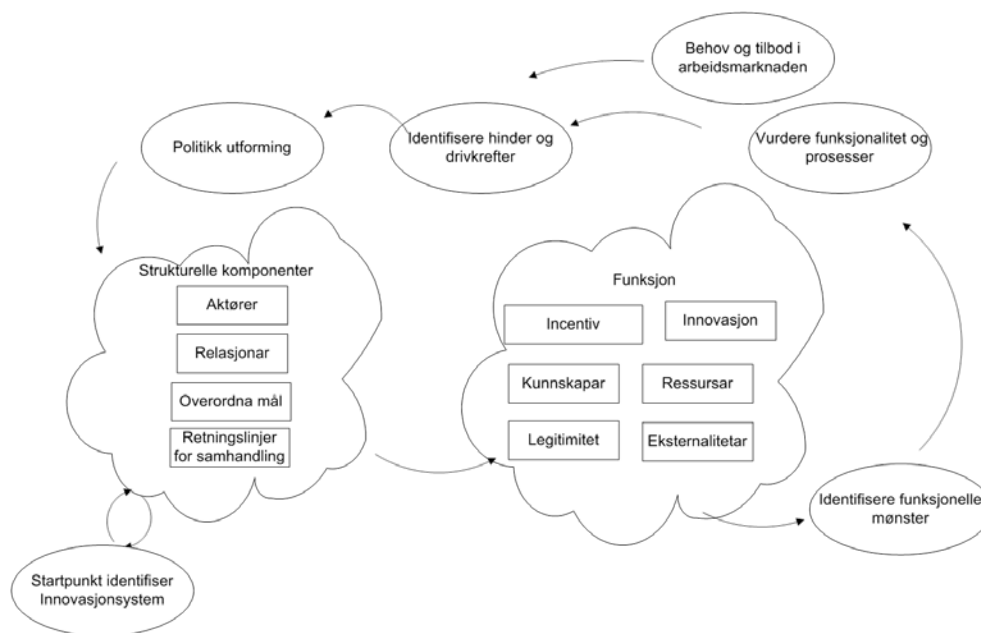 Behov og tilbod i
arbeidsmarknaden
Politikk utforming
Identifisere hinder og
drivkrefter
Vurdere funksjonalitet og
prosesser
Strukturelle komponenter
Aktører
Relasjonar
Overordna mål
Retningslinjer
for samhandling
Funksjon
Incentiv
Innovasjon
Kunnskapar
Ressursar
Legitimitet
Eksternalitetar
Identifisere funksjonelle
mønster
Startpunkt identifiser
Innovasjonsystem